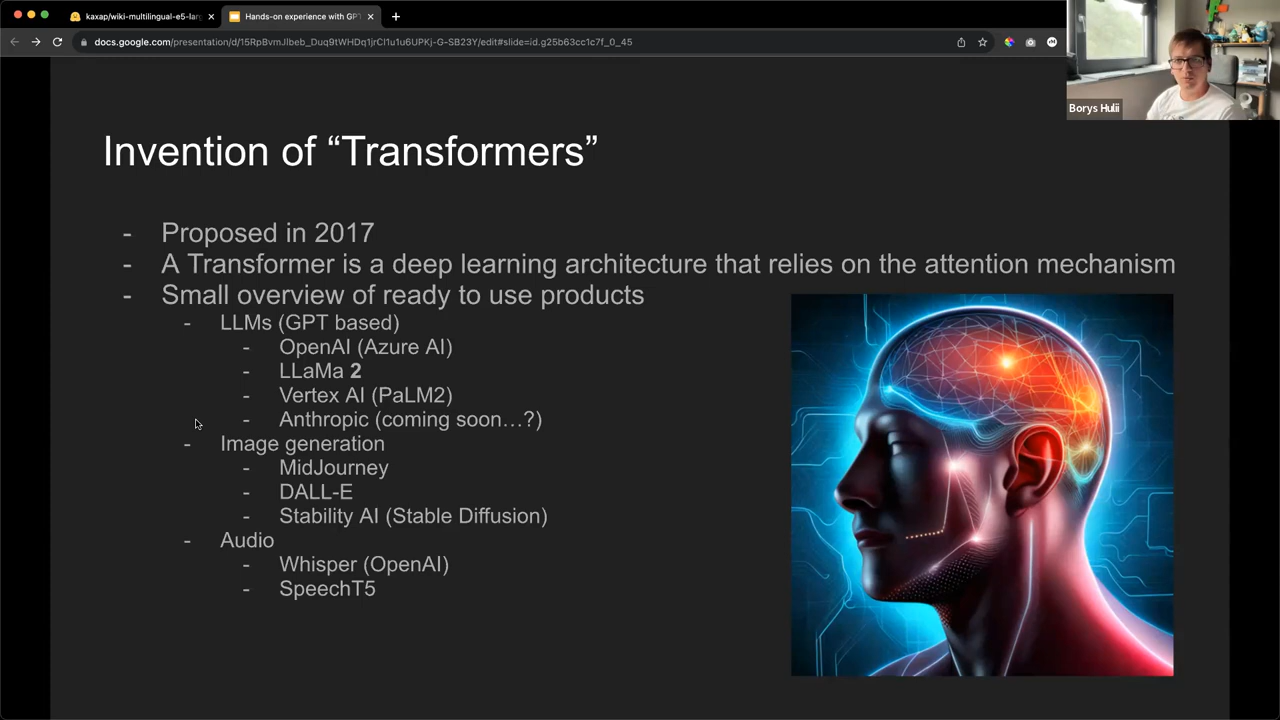 kaxap/wiki-multilingual-e5-lar
Hands-on experience with GP
docs.google.com/presentation/d/15RpBvmJIbeb_Duq9tWHDq1jrCl1u1u6UPKj-G-SB23Y/edit#slide=id.g25b63cc1c7f_0_45
Borys Hulii
Invention of “Transformers”
- Proposed in 2017
- A Transformer is a deep learning architecture that relies on the attention mechanism
- Small overview of ready to use products
- LLMs (GPT based)
- OpenAI (Azure AI)
- LLaMa 2
- Vertex AI (PaLM2)
- Anthropic (coming soon…?)
- Image generation
- MidJourney
- DALL-E
- Stability AI (Stable Diffusion)
- Audio
- Whisper (OpenAI)
- SpeechT5